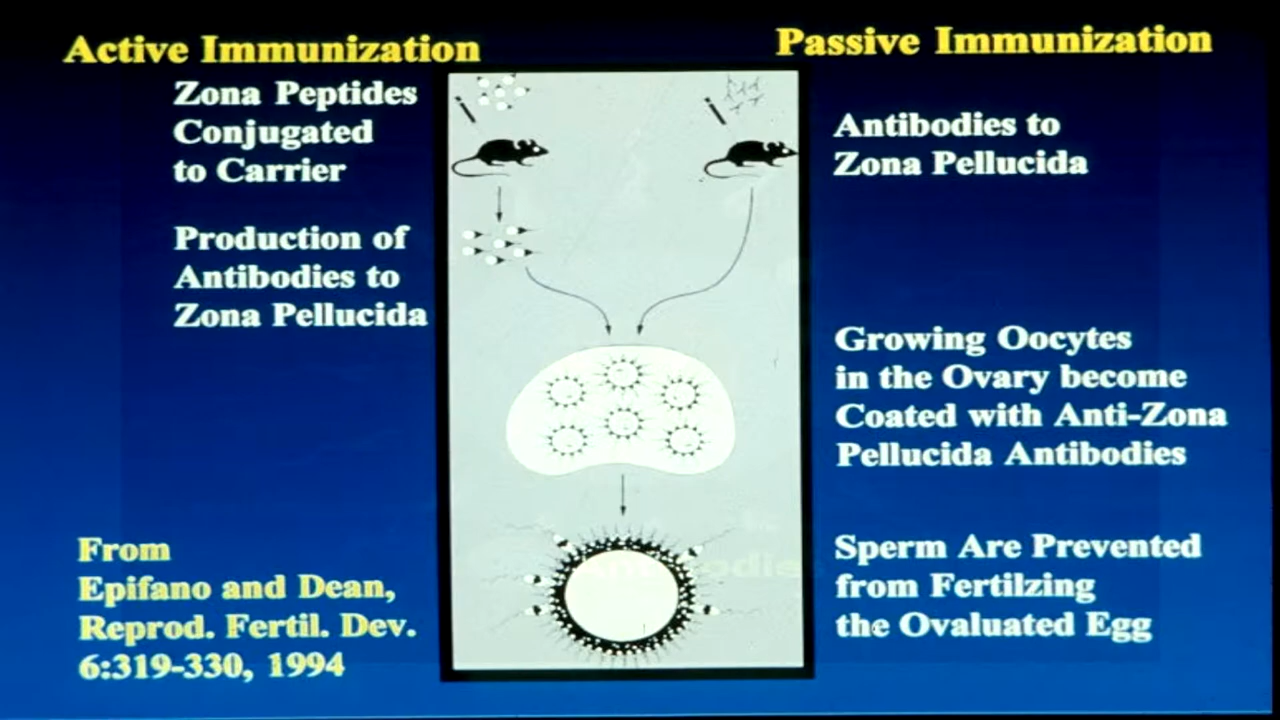 Active Immunization
Zona Peptides
Conjugated
to Carrier
Production of
Antibodies to
Zona Pellucida
From
Epifano and Dean,
Reprod. Fertil. Dev.
6:319-330, 1994
Passive Immunization
Antibodies to
Zona Pellucida
Growing Oocytes
in the Ovary become
Coated with Anti-Zona
Pellucida Antibodies
Sperm Are Prevented
from Fertilzing
the Ovaluated Egg